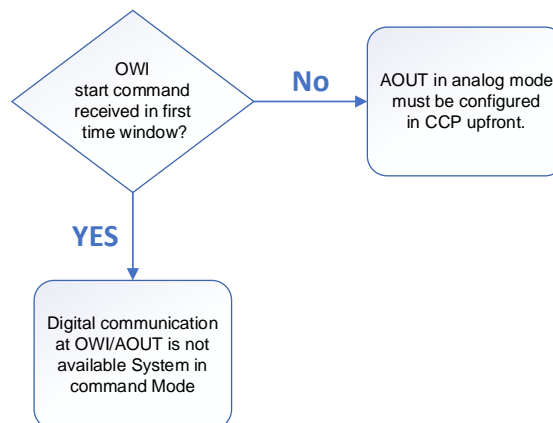 OWI
start command
received in first
time window?
No
AOUT in analog mode
must be configured
in CCP upfront.
YES
Digital communication
at OWI/AOUT is not
available System in
command Mode